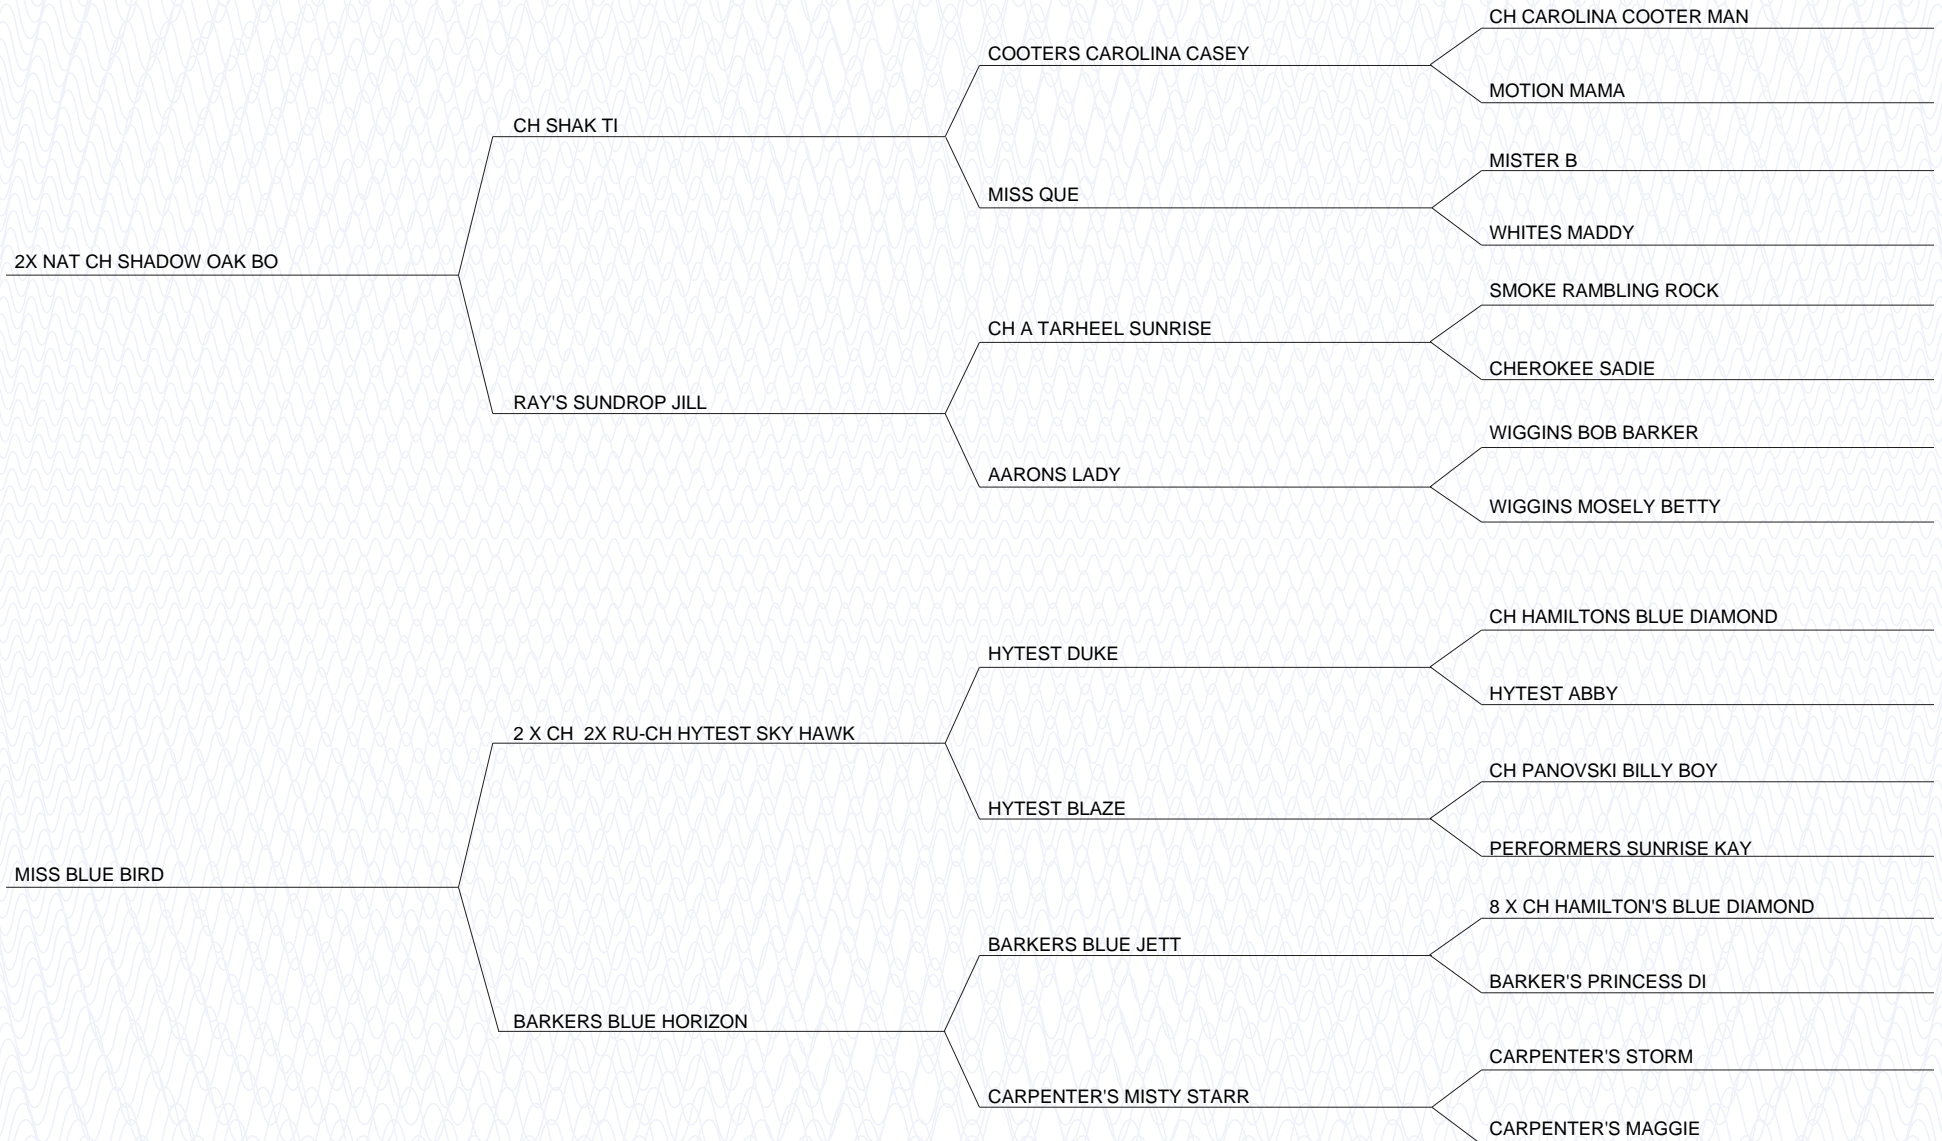 CH CAROLINA COOTER MAN
COOTERS CAROLINA CASEY
MOTION MAMA
CH SHAK TI
MISTER B
MISS QUE
WHITES MADDY
2X NAT CH SHADOW OAK BO
SMOKE RAMBLING ROCK
CH A TARHEEL SUNRISE
CHEROKEE SADIE
RAY'S SUNDROP JILL
WIGGINS BOB BARKER
AARONS LADY
WIGGINS MOSELY BETTY
CH HAMILTONS BLUE DIAMOND
HYTEST DUKE
HYTEST ABBY
2 X CH  2X RU-CH HYTEST SKY HAWK
CH PANOVSKI BILLY BOY
HYTEST BLAZE
PERFORMERS SUNRISE KAY
MISS BLUE BIRD
8 X CH HAMILTON'S BLUE DIAMOND
BARKERS BLUE JETT
BARKER'S PRINCESS DI
BARKERS BLUE HORIZON
CARPENTER'S STORM
CARPENTER'S MISTY STARR
CARPENTER'S MAGGIE